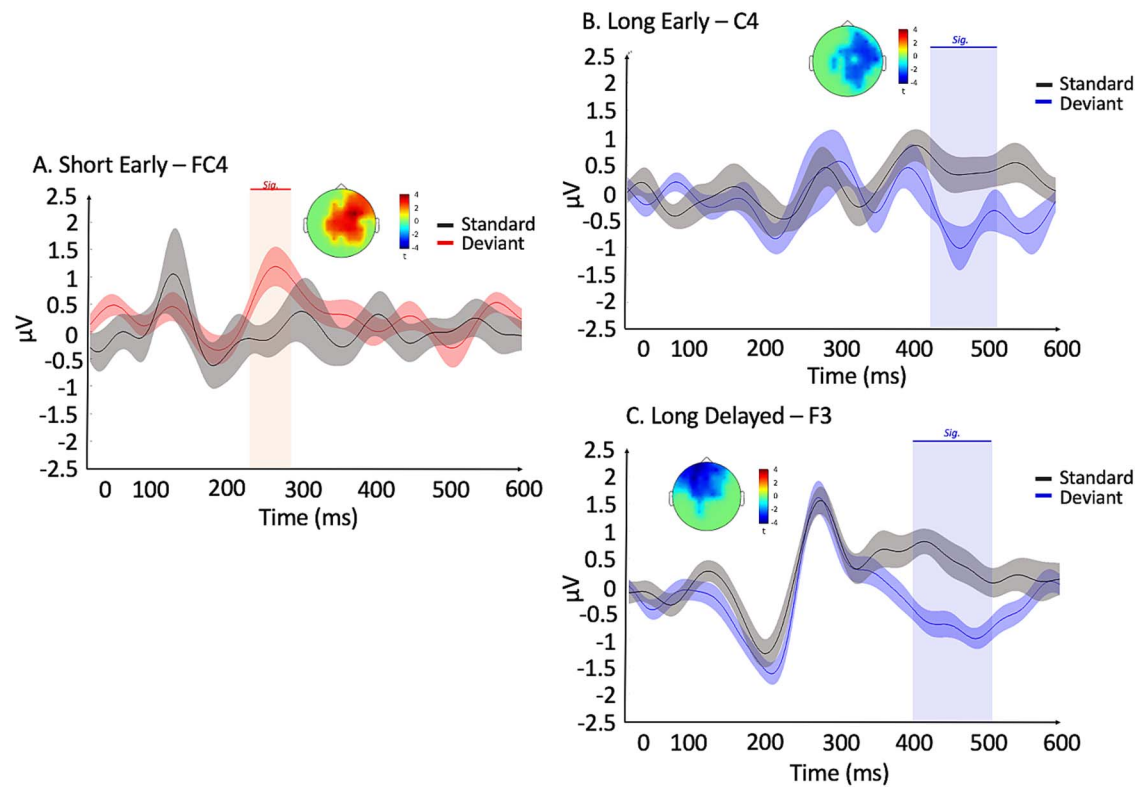 A. Short Early – FC4
Sig.
4
2
0
-2
-4
t
Standard
Deviant
2.5
2
1.5
1
0.5
0
-0.5
-1
-1.5
-2
-2.5
μV
0 100 200 300 400 500 600
Time (ms)
B. Long Early – C4
Sig.
4
2
0
-2
-4
t
Standard
Deviant
2.5
2
1.5
1
0.5
0
-0.5
-1
-1.5
-2
-2.5
μV
0 100 200 300 400 500 600
Time (ms)
C. Long Delayed – F3
Sig.
4
2
0
-2
-4
t
Standard
Deviant
2.5
2
1.5
1
0.5
0
-0.5
-1
-1.5
-2
-2.5
μV
0 100 200 300 400 500 600
Time (ms)